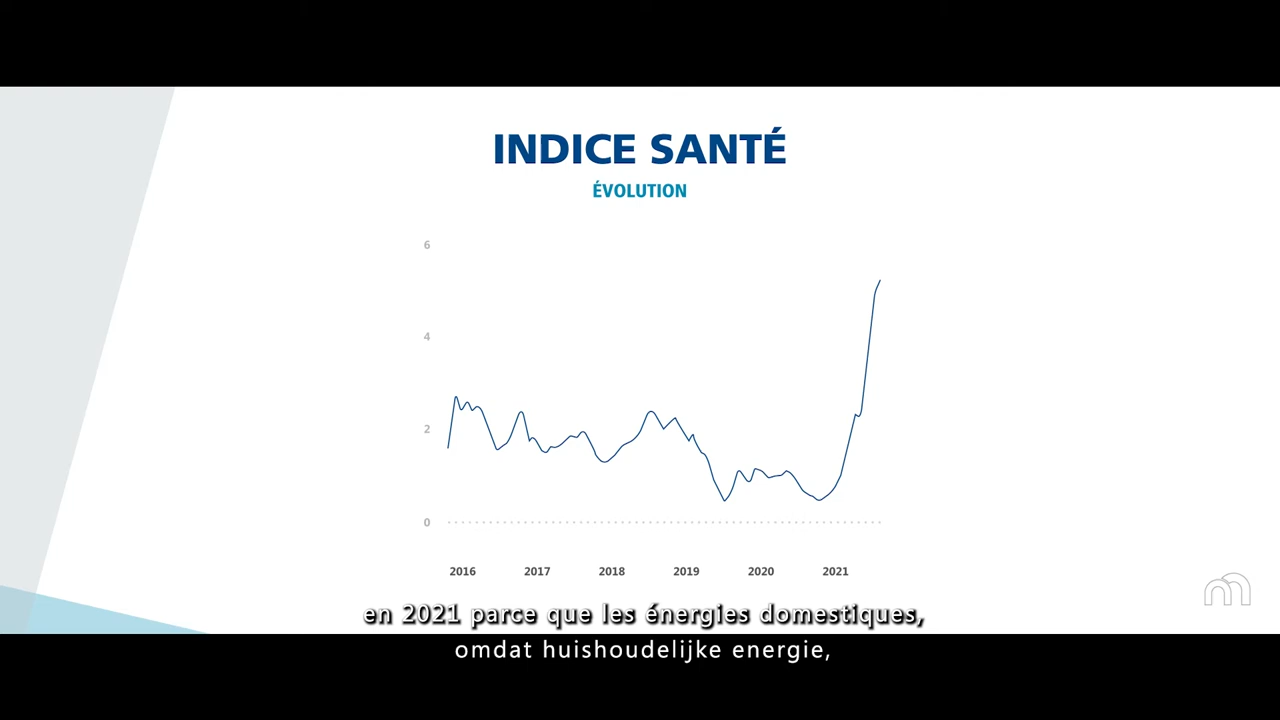 INDICE SANTÉ
ÉVOLUTION
6
4
2
0
2016 2017 2018 2019 2020 2021
en 2021 parce que les énergies domestiques,
omdat huishoudelijke energie,